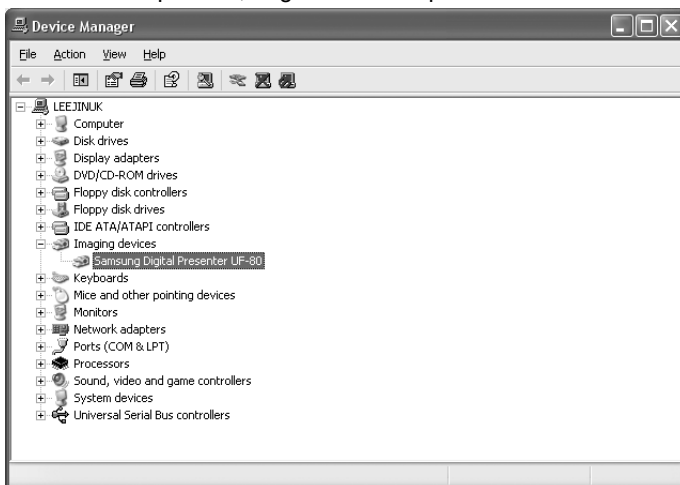 Device Manager
File Action View Help
LEEJINUK
Computer
Disk drives
Display adapters
DVD/CD-ROM drives
Floppy disk controllers
Floppy disk drives
IDE ATA/ATAPI controllers
Imaging devices
Samsung Digital Presenter UF-80
Keyboards
Mice and other pointing devices
Monitors
Network adapters
Ports (COM & LPT)
Processors
Sound, video and game controllers
System devices
Universal Serial Bus controllers